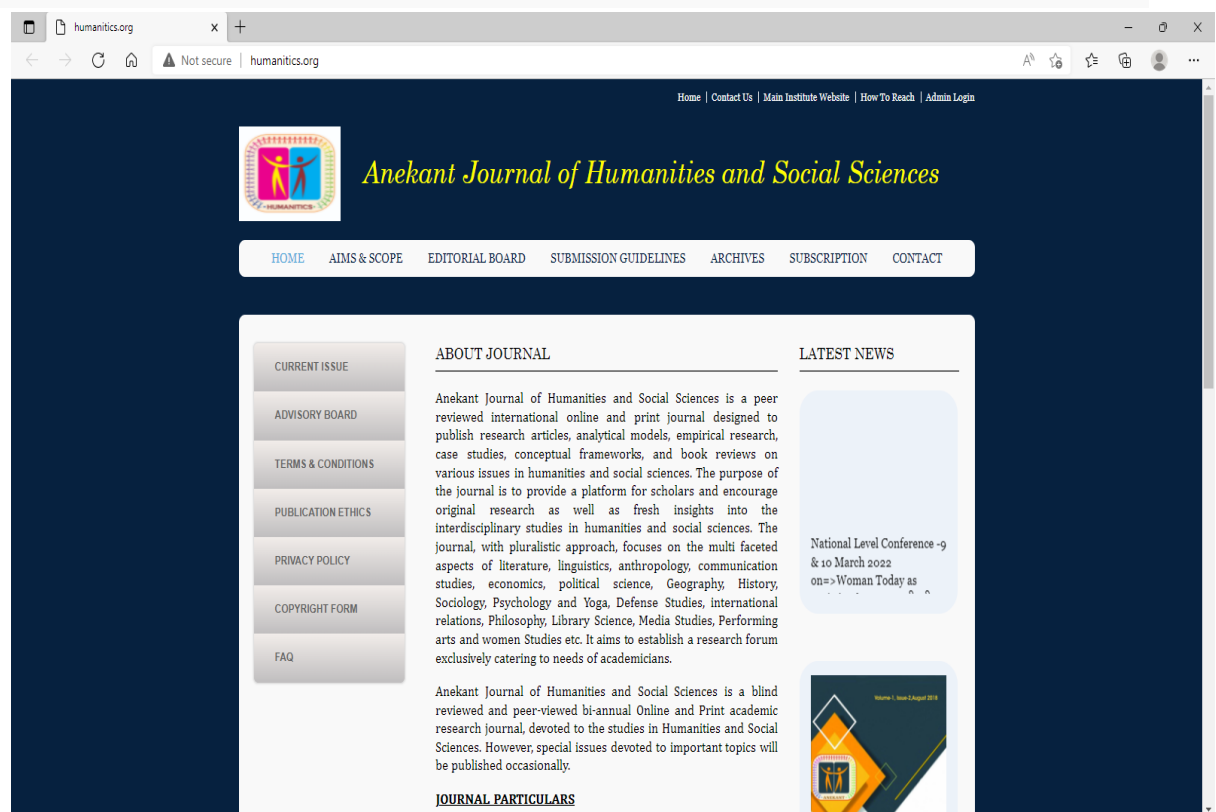 humanitics.org
Not secure | humanitics.org
Home | Contact Us | Main Institute Website | How To Reach | Admin Login
HUMANITICS
Anekant Journal of Humanities and Social Sciences
HOME AIMS & SCOPE EDITORIAL BOARD SUBMISSION GUIDELINES ARCHIVES SUBSCRIPTION CONTACT
CURRENT ISSUE
ADVISORY BOARD
TERMS & CONDITIONS
PUBLICATION ETHICS
PRIVACY POLICY
COPYRIGHT FORM
FAQ
ABOUT JOURNAL
Anekant Journal of Humanities and Social Sciences is a peer
reviewed international online and print journal designed to
publish research articles, analytical models, empirical research,
case studies, conceptual frameworks, and book reviews on
various issues in humanities and social sciences. The purpose of
the journal is to provide a platform for scholars and encourage
original research as well as fresh insights into the
interdisciplinary studies in humanities and social sciences. The
journal, with pluralistic approach, focuses on the multi faceted
aspects of literature, linguistics, anthropology, communication
studies, economics, political science, Geography, History,
Sociology, Psychology and Yoga, Defense Studies, international
relations, Philosophy, Library Science, Media Studies, Performing
arts and women Studies etc. It aims to establish a research forum
exclusively catering to needs of academicians.
Anekant Journal of Humanities and Social Sciences is a blind
reviewed and peer-viewed bi-annual Online and Print academic
research journal, devoted to the studies in Humanities and Social
Sciences. However, special issues devoted to important topics will
be published occasionally.
JOURNAL PARTICULARS
LATEST NEWS
National Level Conference -9
& 10 March 2022
on=>Woman Today as
Volume-1, Issue-2, August 2018